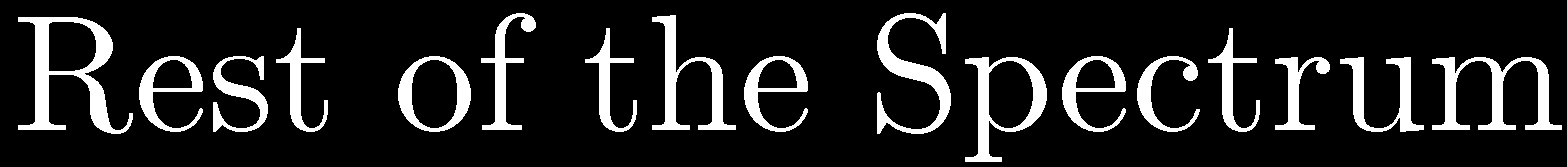 Rest of the Spectrum